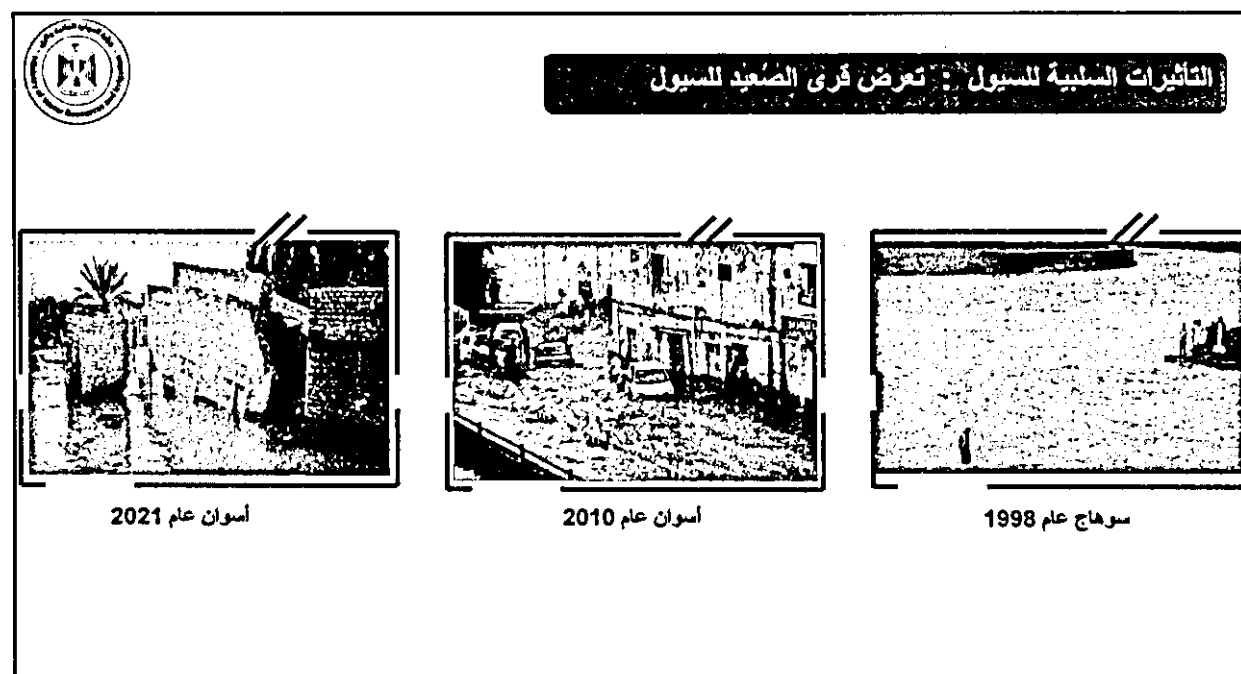 التأثيرات السلبية للسيول : تعرض قرى الصعيد للسيول
سوهاج عام 1998
أسوان عام 2010
أسوان عام 2021